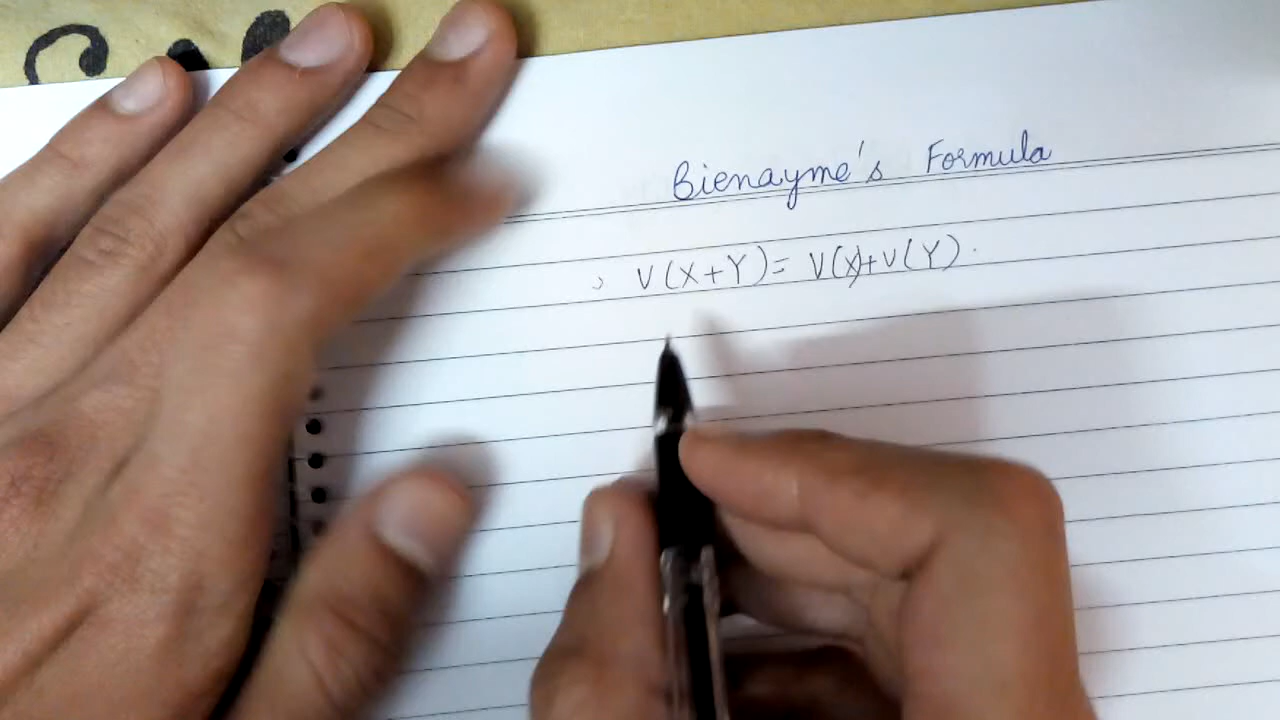 Bienayme's Formula
V(X+Y)= V(X)+V(Y).